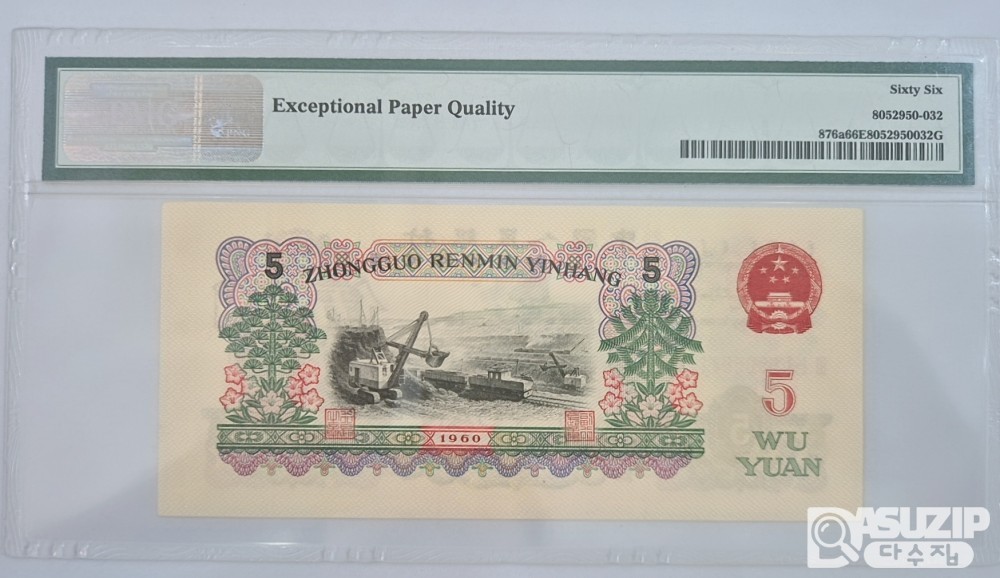 Sixty Six
Exceptional Paper Quality
8052950-032
876a66E8052950032G
5 ZHONGGUO RENMIN YINHANG 5
5
1960
WU
YUAN
DASUZIP
다수집